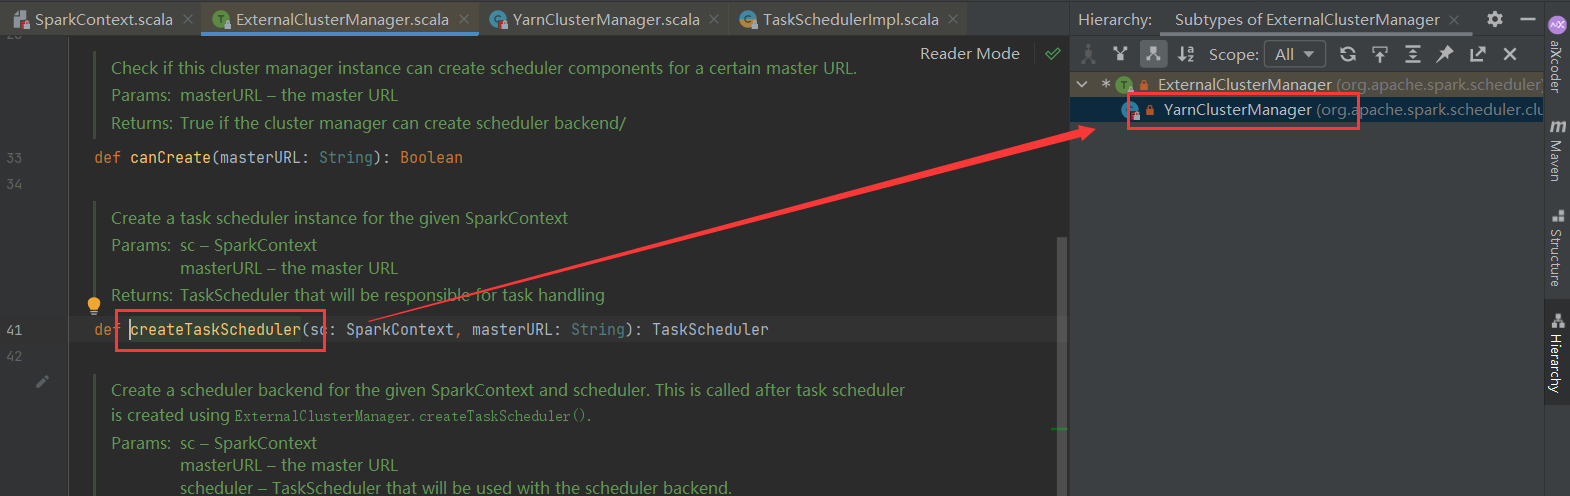 SparkContext.scala
ExternalClusterManager.scala
YarnClusterManager.scala
TaskSchedulerImpl.scala
Reader Mode
Check if this cluster manager instance can create scheduler components for a certain master URL.
Params: masterURL – the master URL
Returns: True if the cluster manager can create scheduler backend/
33 def canCreate(masterURL: String): Boolean
34
Create a task scheduler instance for the given SparkContext
Params: sc – SparkContext
masterURL – the master URL
Returns: TaskScheduler that will be responsible for task handling
41 def createTaskScheduler(sc: SparkContext, masterURL: String): TaskScheduler
42
Create a scheduler backend for the given SparkContext and scheduler. This is called after task scheduler
is created using ExternalClusterManager.createTaskScheduler().
Params: sc – SparkContext
masterURL – the master URL
scheduler – TaskScheduler that will be used with the scheduler backend.
Hierarchy: Subtypes of ExternalClusterManager
Scope: All
* ExternalClusterManager (org.apache.spark.scheduler)
YarnClusterManager (org.apache.spark.scheduler.clu
aiXcoder
Maven
Structure
Hierarchy